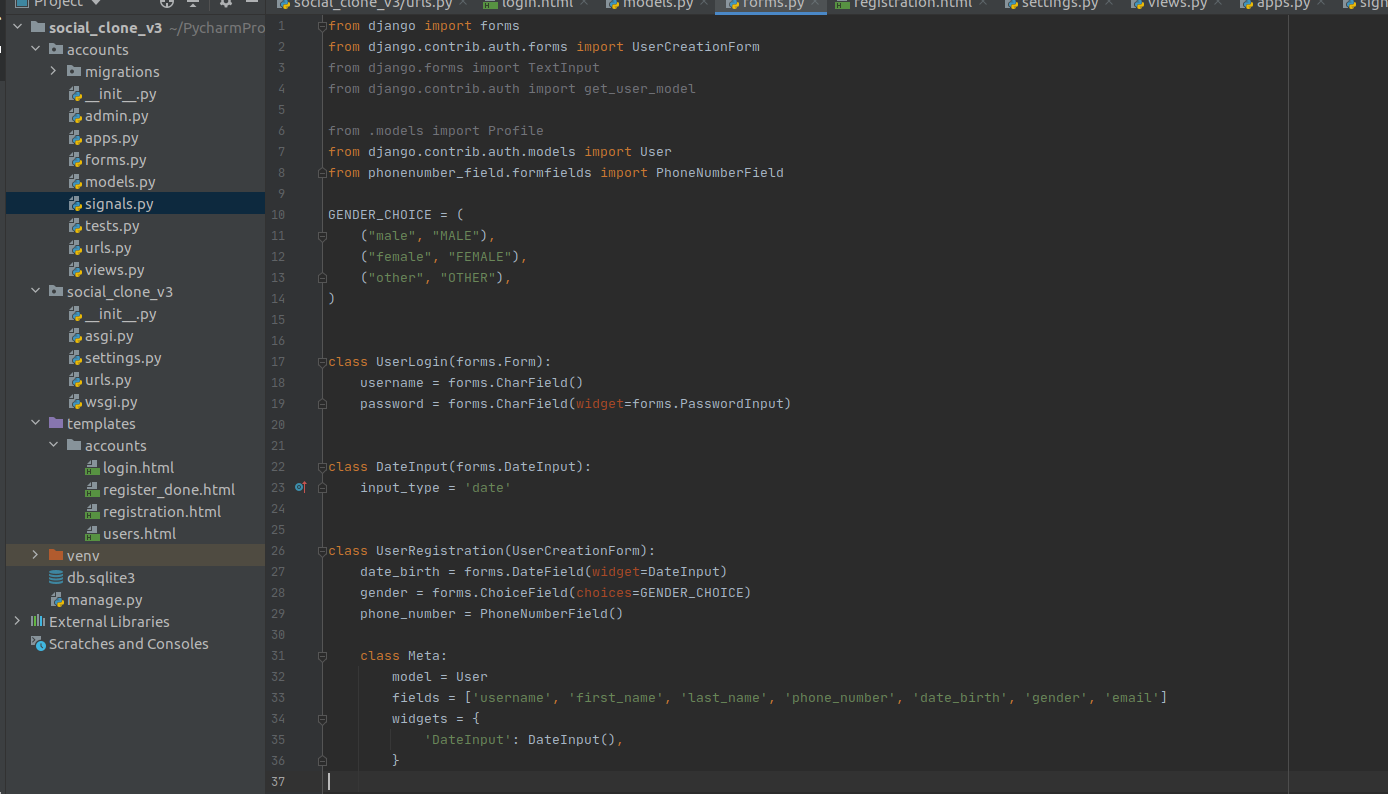 Project
social_clone_v3 ~/PycharmPro
accounts
migrations
__init__.py
admin.py
apps.py
forms.py
models.py
signals.py
tests.py
urls.py
views.py
social_clone_v3
__init__.py
asgi.py
settings.py
urls.py
wsgi.py
templates
accounts
login.html
register_done.html
registration.html
users.html
venv
db.sqlite3
manage.py
External Libraries
Scratches and Consoles
social_clone_v3/urls.py login.html models.py forms.py registration.html settings.py views.py apps.py sign
1 from django import forms
2 from django.contrib.auth.forms import UserCreationForm
3 from django.forms import TextInput
4 from django.contrib.auth import get_user_model
5
6 from .models import Profile
7 from django.contrib.auth.models import User
8 from phonenumber_field.formfields import PhoneNumberField
9
10 GENDER_CHOICE = (
11     ("male", "MALE"),
12     ("female", "FEMALE"),
13     ("other", "OTHER"),
14 )
15
16
17 class UserLogin(forms.Form):
18     username = forms.CharField()
19     password = forms.CharField(widget=forms.PasswordInput)
20
21
22 class DateInput(forms.DateInput):
23     input_type = 'date'
24
25
26 class UserRegistration(UserCreationForm):
27     date_birth = forms.DateField(widget=DateInput)
28     gender = forms.ChoiceField(choices=GENDER_CHOICE)
29     phone_number = PhoneNumberField()
30
31     class Meta:
32         model = User
33         fields = ['username', 'first_name', 'last_name', 'phone_number', 'date_birth', 'gender', 'email']
34         widgets = {
35             'DateInput': DateInput(),
36         }
37